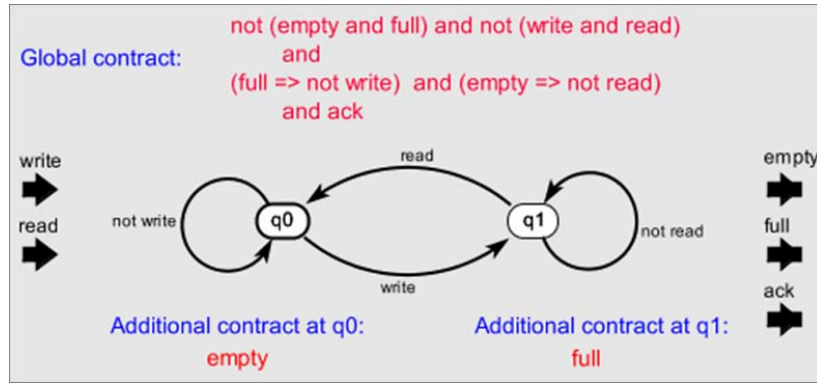 not (empty and full) and not (write and read)
Global contract:
and
(full => not write) and (empty => not read)
and ack
write
read
empty
read
full
not write
q0
q1
not read
ack
write
Additional contract at q0:
Additional contract at q1:
empty
full